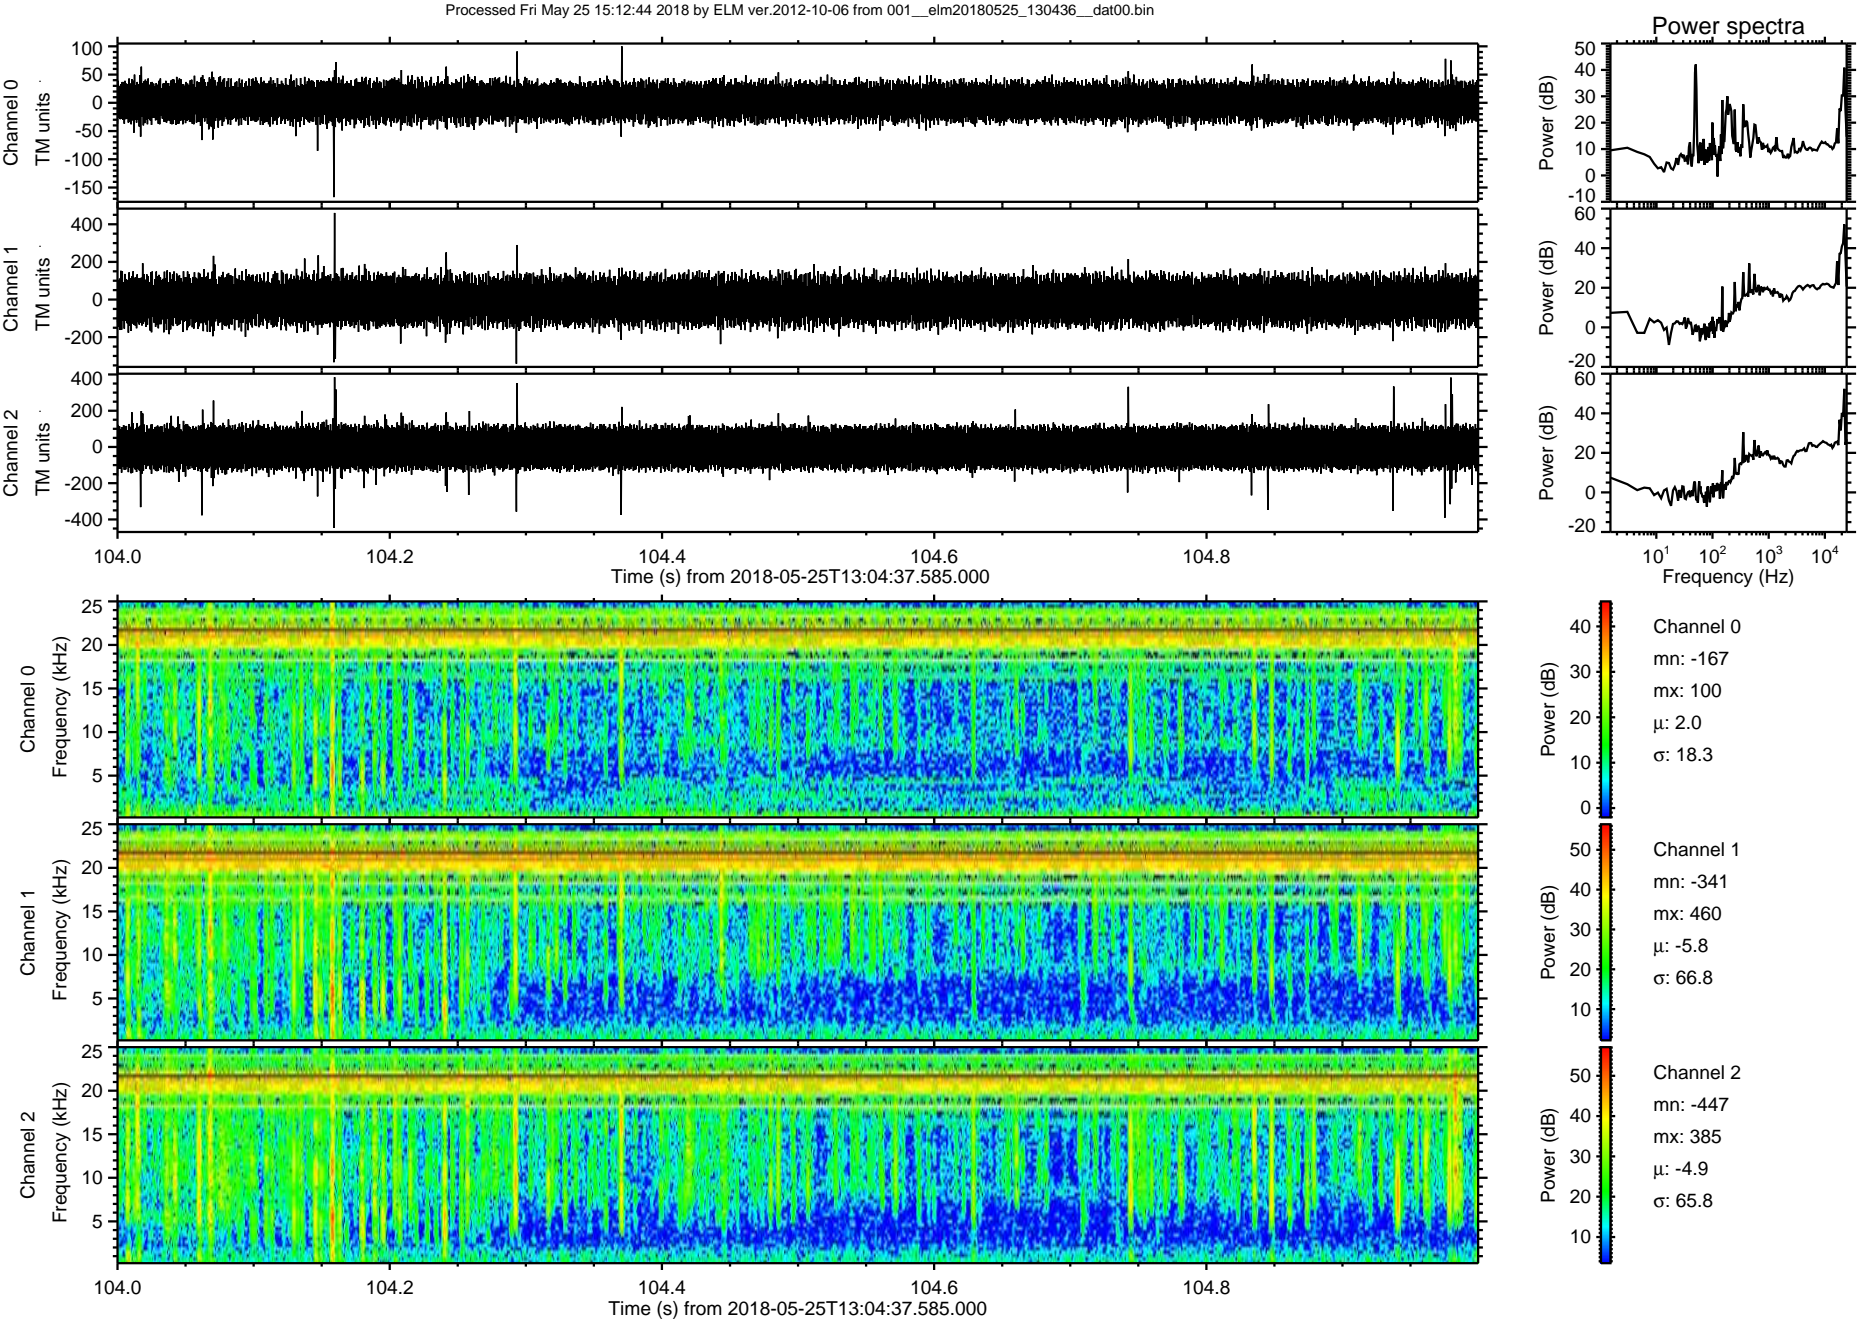 Processed Fri May 25 15:12:44 2018 by ELM ver.2012-10-06 from 001__elm20180525_130436__dat00.bin
Power spectra
Channel 0
TM units
100
50
0
-50
-100
-150
Power (dB)
50
40
30
20
10
0
-10
Channel 1
TM units
400
200
0
-200
Power (dB)
60
40
20
0
-20
Channel 2
TM units
400
200
0
-200
-400
Power (dB)
60
40
20
0
-20
104.0 104.2 104.4 104.6 104.8
Time (s) from 2018-05-25T13:04:37.585.000
10¹ 10² 10³ 10⁴
Frequency (Hz)
Channel 0
Frequency (kHz)
25
20
15
10
5
Power (dB)
40
30
20
10
0
Channel 0
mn: -167
mx: 100
μ: 2.0
σ: 18.3
Channel 1
Frequency (kHz)
25
20
15
10
5
Power (dB)
50
40
30
20
10
Channel 1
mn: -341
mx: 460
μ: -5.8
σ: 66.8
Channel 2
Frequency (kHz)
25
20
15
10
5
Power (dB)
50
40
30
20
10
Channel 2
mn: -447
mx: 385
μ: -4.9
σ: 65.8
104.0 104.2 104.4 104.6 104.8
Time (s) from 2018-05-25T13:04:37.585.000